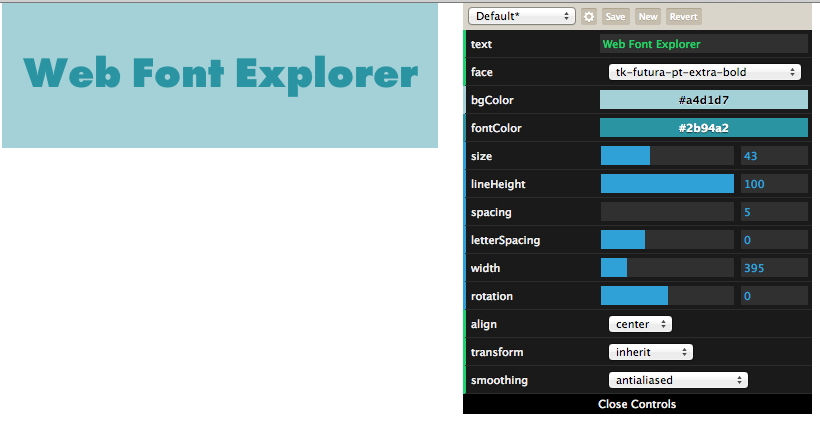 Web Font Explorer
Default*
Save
New
Revert
text Web Font Explorer
face tk-futura-pt-extra-bold
bgColor #a4d1d7
fontColor #2b94a2
size 43
lineHeight 100
spacing 5
letterSpacing 0
width 395
rotation 0
align center
transform inherit
smoothing antialiased
Close Controls